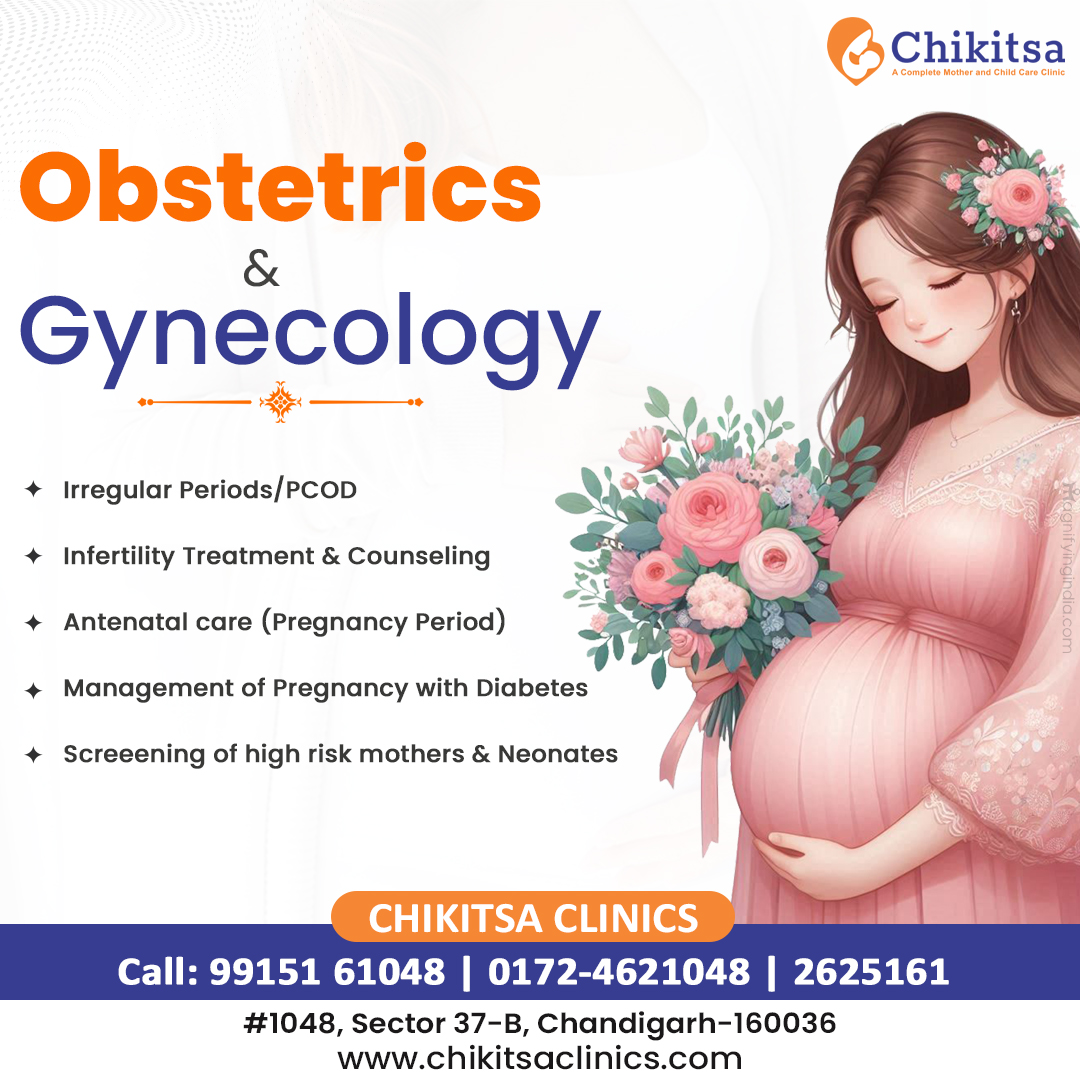 Chikitsa
A Complete Mother and Child Care Clinic
Obstetrics
&
Gynecology
Irregular Periods/PCOD
Infertility Treatment & Counseling
Antenatal care (Pregnancy Period)
Management of Pregnancy with Diabetes
Screeening of high risk mothers & Neonates
magnifyingindia.com
CHIKITSA CLINICS
Call: 99151 61048 | 0172-4621048 | 2625161
#1048, Sector 37-B, Chandigarh-160036
www.chikitsaclinics.com